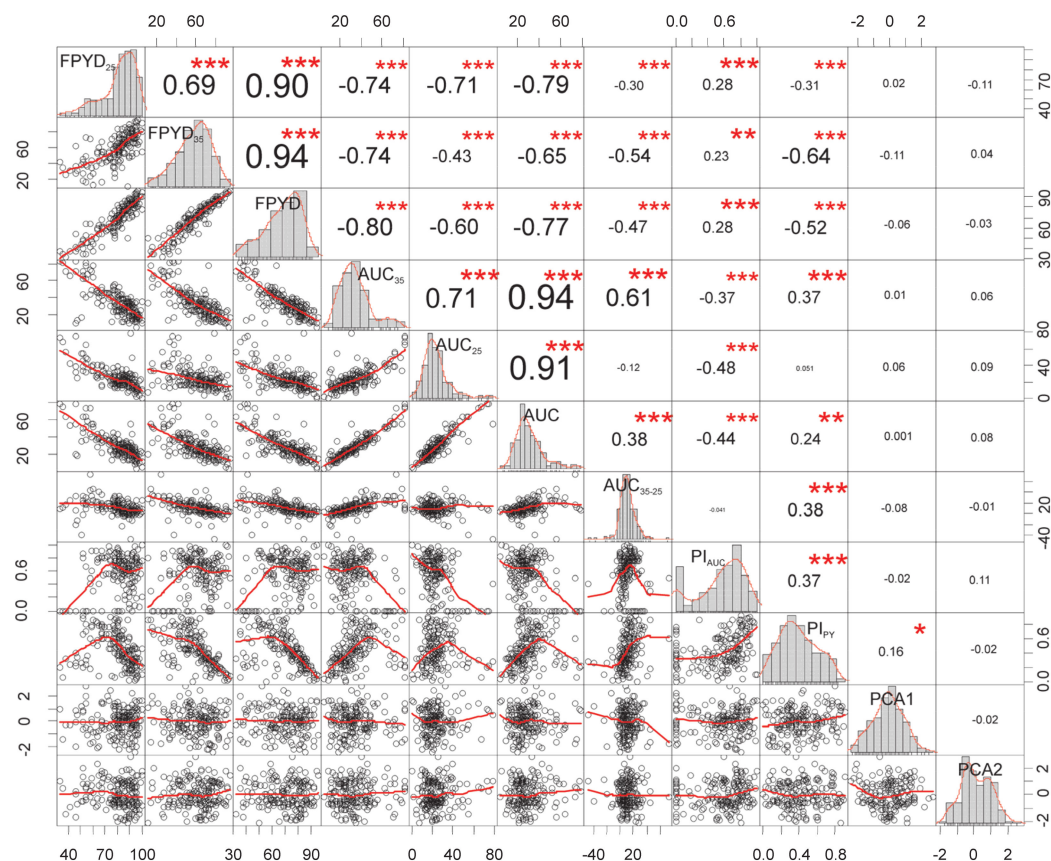 20 60 20 60 20 60 0.0 0.6 -2 0 2
FPYD25 *** *** *** *** *** *** *** ***
0.69 0.90 -0.74 -0.71 -0.79 -0.30 0.28 -0.31 0.02 -0.11
40 70
FPYD35 *** *** *** *** *** ** ***
0.94 -0.74 -0.43 -0.65 -0.54 0.23 -0.64 -0.11 0.04
20 60
FPYD *** *** *** *** *** ***
-0.80 -0.60 -0.77 -0.47 0.28 -0.52 -0.06 -0.03
30 60 90
AUC35 *** *** *** *** ***
0.71 0.94 0.61 -0.37 0.37 0.01 0.06
20 60
AUC25 *** ***
0.91 -0.12 -0.48 0.051 0.06 0.09
0 40 80
AUC *** *** **
0.38 -0.44 0.24 0.001 0.08
20 60
AUC35-25 ***
-0.041 0.38 -0.08 -0.01
-40 20
PIAUC ***
0.37 -0.02 0.11
0.0 0.6
PIPY *
0.16 -0.02
0.0 0.6
PCA1
-0.02
-2 0 2
PCA2
-2 0 2
40 70 100 30 60 90 0 40 80 -40 20 0.0 0.4 0.8 -2 0 2